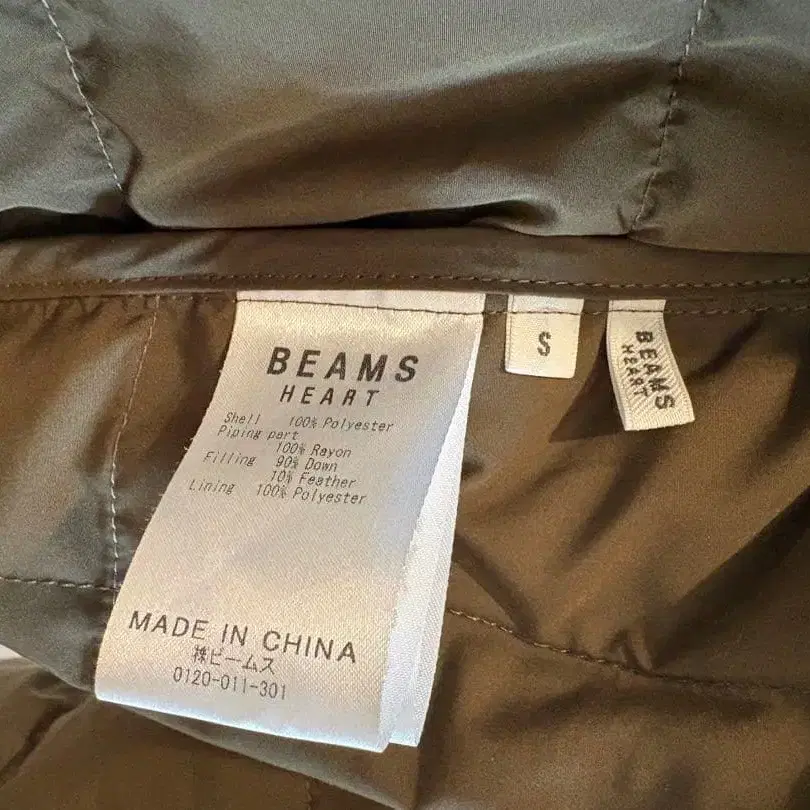 BEAMS
HEART
Shell 100% Polyester
Piping part
100% Rayon
Filling 90% Down
10% Feather
Lining 100% Polyester
MADE IN CHINA
㈱ビームス
0120-011-301
S
BEAMS
HEART